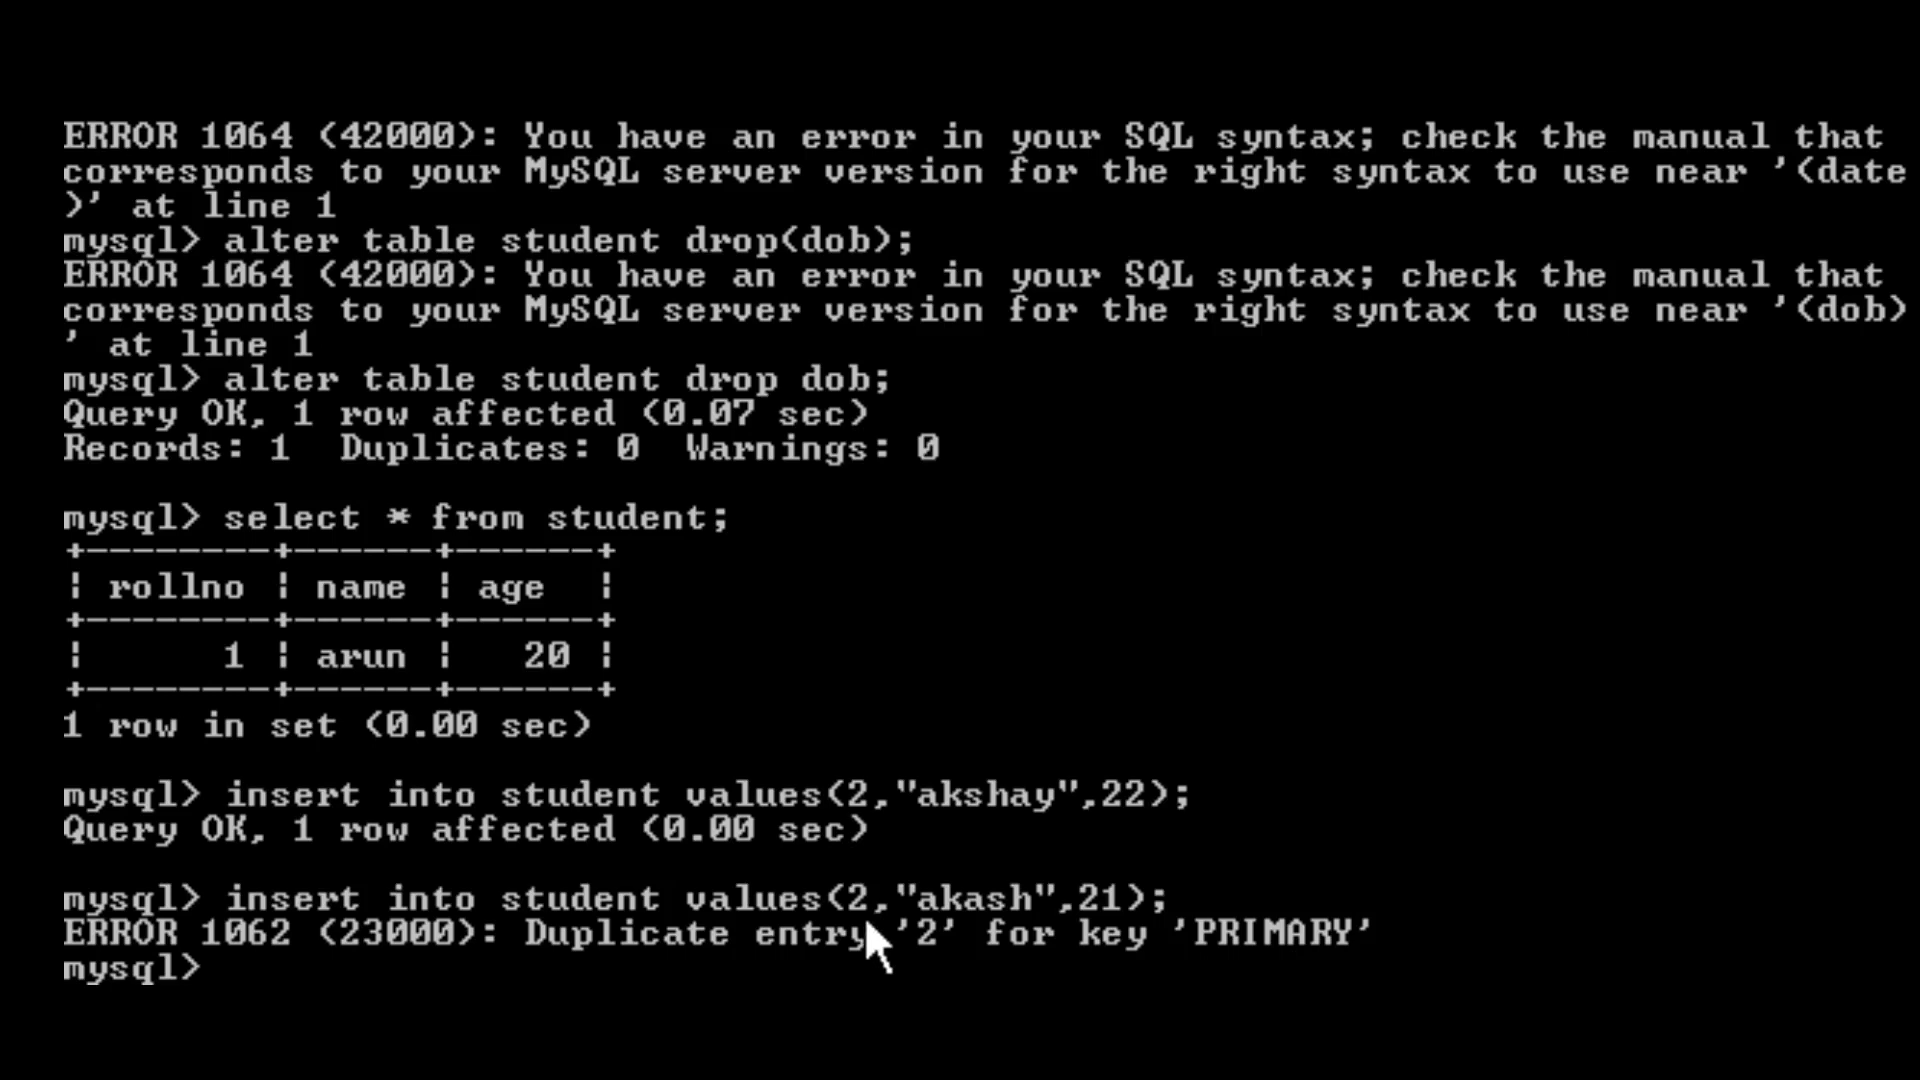 ERROR 1064 (42000): You have an error in your SQL syntax; check the manual that
corresponds to your MySQL server version for the right syntax to use near '(date
)' at line 1
mysql> alter table student drop(dob);
ERROR 1064 (42000): You have an error in your SQL syntax; check the manual that
corresponds to your MySQL server version for the right syntax to use near '(dob)
' at line 1
mysql> alter table student drop dob;
Query OK, 1 row affected (0.07 sec)
Records: 1  Duplicates: 0  Warnings: 0
mysql> select * from student;
+--------+------+------+
| rollno | name | age  |
+--------+------+------+
|      1 | arun |   20 |
+--------+------+------+
1 row in set (0.00 sec)
mysql> insert into student values(2,"akshay",22);
Query OK, 1 row affected (0.00 sec)
mysql> insert into student values(2,"akash",21);
ERROR 1062 (23000): Duplicate entry '2' for key 'PRIMARY'
mysql>